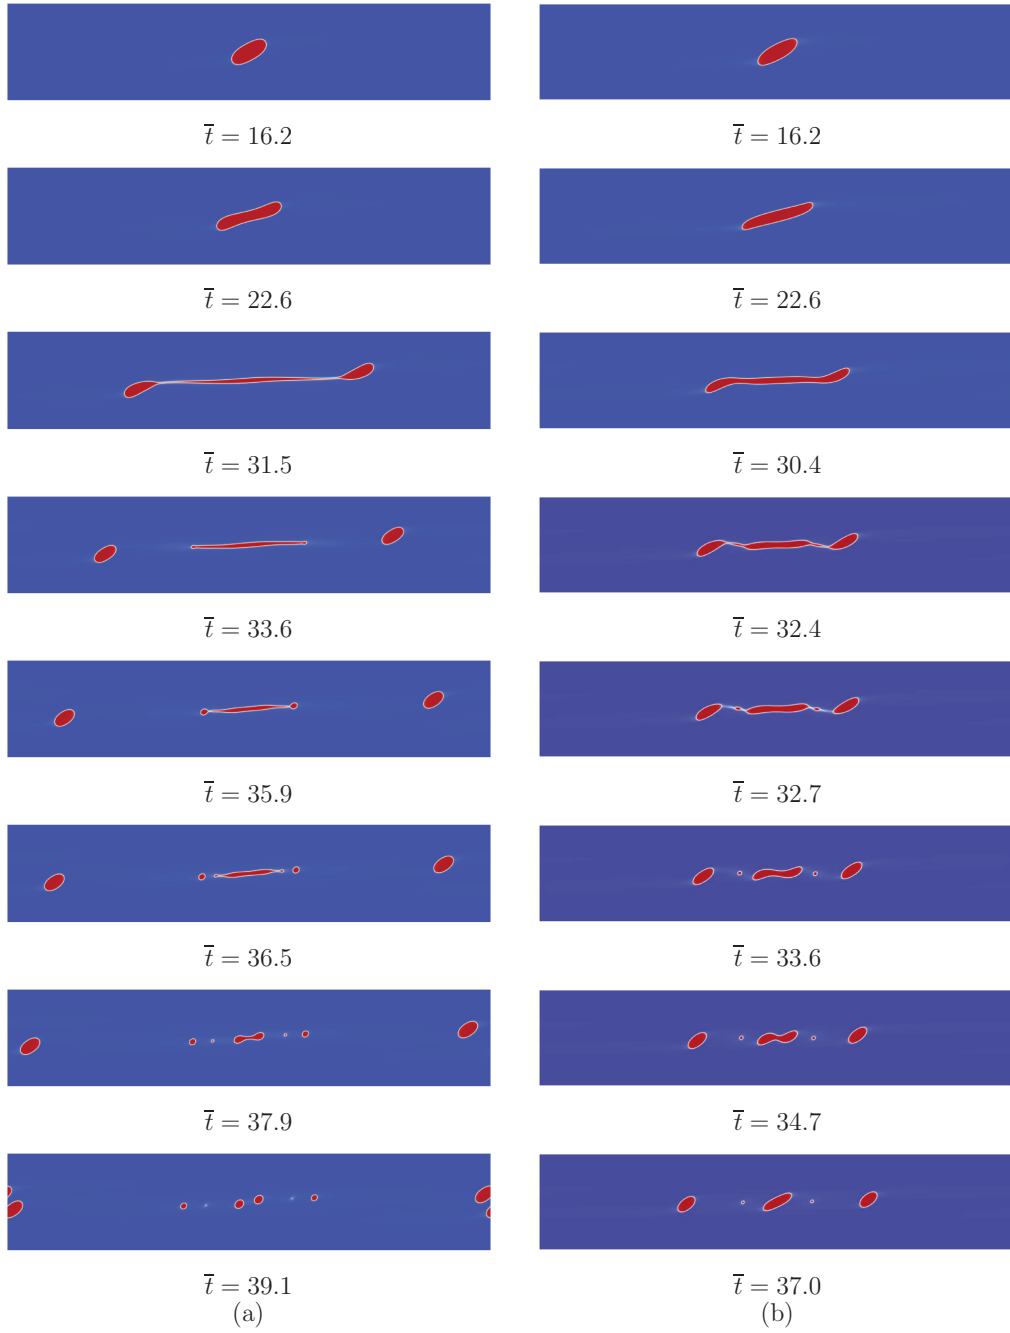 t̅ = 16.2 t̅ = 16.2
t̅ = 22.6 t̅ = 22.6
t̅ = 31.5 t̅ = 30.4
t̅ = 33.6 t̅ = 32.4
t̅ = 35.9 t̅ = 32.7
t̅ = 36.5 t̅ = 33.6
t̅ = 37.9 t̅ = 34.7
t̅ = 39.1 t̅ = 37.0
(a) (b)